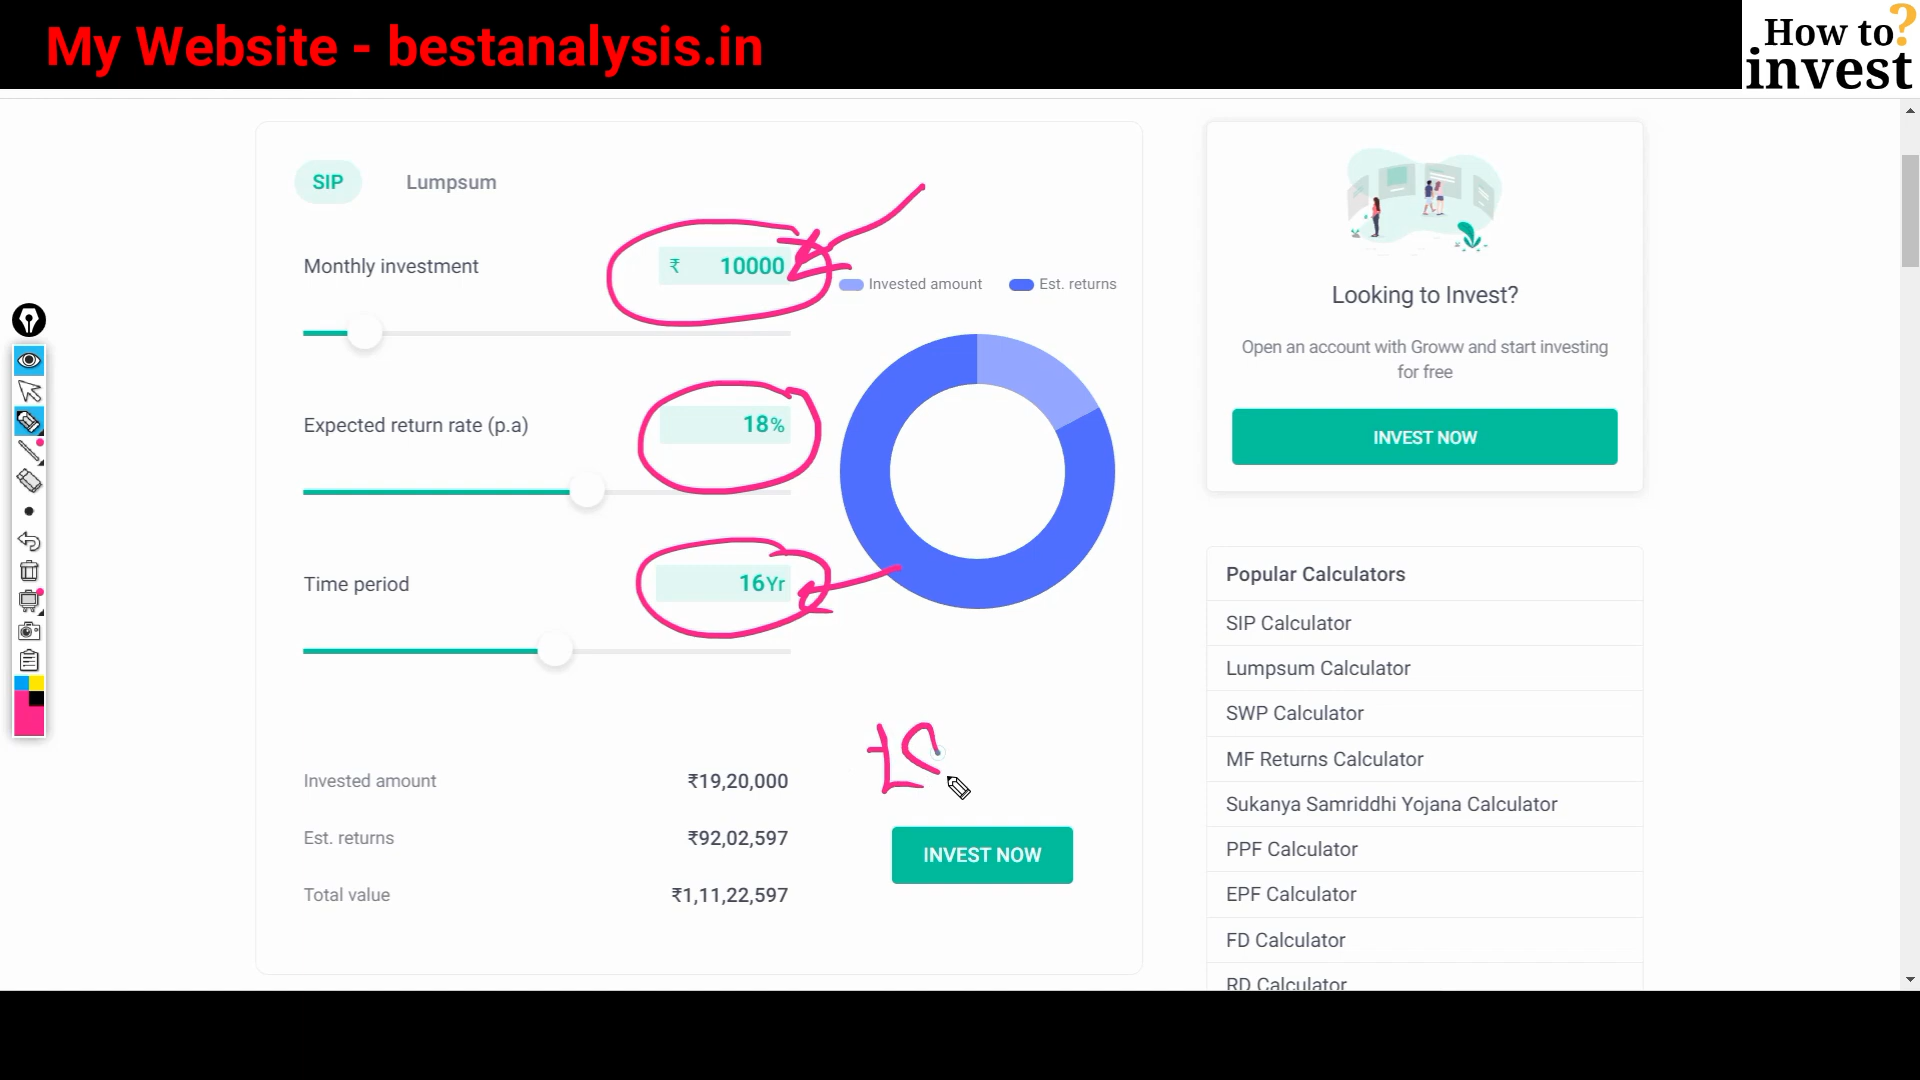 My Website - bestanalysis.in
How to?
invest
SIP
Lumpsum
Monthly investment
₹ 10000
Invested amount
Est. returns
Expected return rate (p.a)
18%
Time period
16Yr
Invested amount
₹19,20,000
Est. returns
₹92,02,597
Total value
₹1,11,22,597
INVEST NOW
Looking to Invest?
Open an account with Groww and start investing
for free
INVEST NOW
Popular Calculators
SIP Calculator
Lumpsum Calculator
SWP Calculator
MF Returns Calculator
Sukanya Samriddhi Yojana Calculator
PPF Calculator
EPF Calculator
FD Calculator
RD Calculator